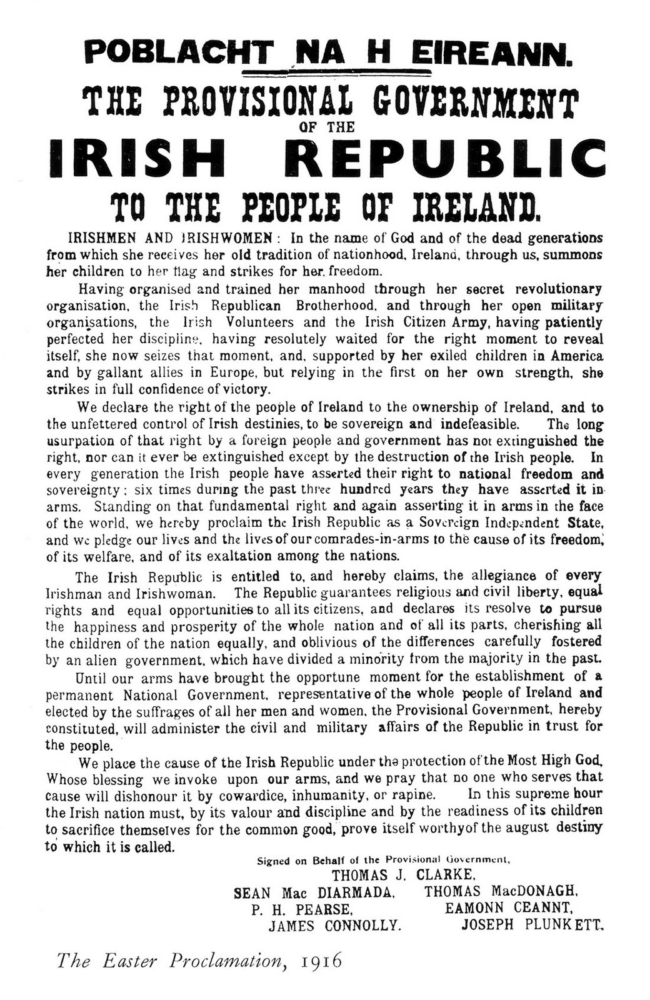 POBLACHT NA H EIREANN.
THE PROVISIONAL GOVERNMENT
OF THE
IRISH REPUBLIC
TO THE PEOPLE OF IRELAND.
IRISHMEN AND IRISHWOMEN : In the name of God and of the dead generations
from which she receives her old tradition of nationhood, Ireland, through us, summons
her children to her flag and strikes for her freedom.
Having organised and trained her manhood through her secret revolutionary
organisation, the Irish Republican Brotherhood, and through her open military
organisations, the Irish Volunteers and the Irish Citizen Army, having patiently
perfected her discipline, having resolutely waited for the right moment to reveal
itself, she now seizes that moment, and, supported by her exiled children in America
and by gallant allies in Europe, but relying in the first on her own strength, she
strikes in full confidence of victory.
We declare the right of the people of Ireland to the ownership of Ireland, and to
the unfettered control of Irish destinies, to be sovereign and indefeasible. The long
usurpation of that right by a foreign people and government has not extinguished the
right, nor can it ever be extinguished except by the destruction of the Irish people. In
every generation the Irish people have asserted their right to national freedom and
sovereignty ; six times during the past three hundred years they have asserted it in
arms. Standing on that fundamental right and again asserting it in arms in the face
of the world, we hereby proclaim the Irish Republic as a Sovereign Independent State,
and we pledge our lives and the lives of our comrades-in-arms to the cause of its freedom,
of its welfare, and of its exaltation among the nations.
The Irish Republic is entitled to, and hereby claims, the allegiance of every
Irishman and Irishwoman. The Republic guarantees religious and civil liberty, equal
rights and equal opportunities to all its citizens, and declares its resolve to pursue
the happiness and prosperity of the whole nation and of all its parts, cherishing all
the children of the nation equally, and oblivious of the differences carefully fostered
by an alien government, which have divided a minority from the majority in the past.
Until our arms have brought the opportune moment for the establishment of a
permanent National Government, representative of the whole people of Ireland and
elected by the suffrages of all her men and women, the Provisional Government, hereby
constituted, will administer the civil and military affairs of the Republic in trust for
the people.
We place the cause of the Irish Republic under the protection of the Most High God,
Whose blessing we invoke upon our arms, and we pray that no one who serves that
cause will dishonour it by cowardice, inhumanity, or rapine. In this supreme hour
the Irish nation must, by its valour and discipline and by the readiness of its children
to sacrifice themselves for the common good, prove itself worthy of the august destiny
to which it is called.
Signed on Behalf of the Provisional Government,
THOMAS J. CLARKE,
SEAN Mac DIARMADA, THOMAS MacDONAGH,
P. H. PEARSE, EAMONN CEANNT,
JAMES CONNOLLY. JOSEPH PLUNKETT.
The Easter Proclamation, 1916